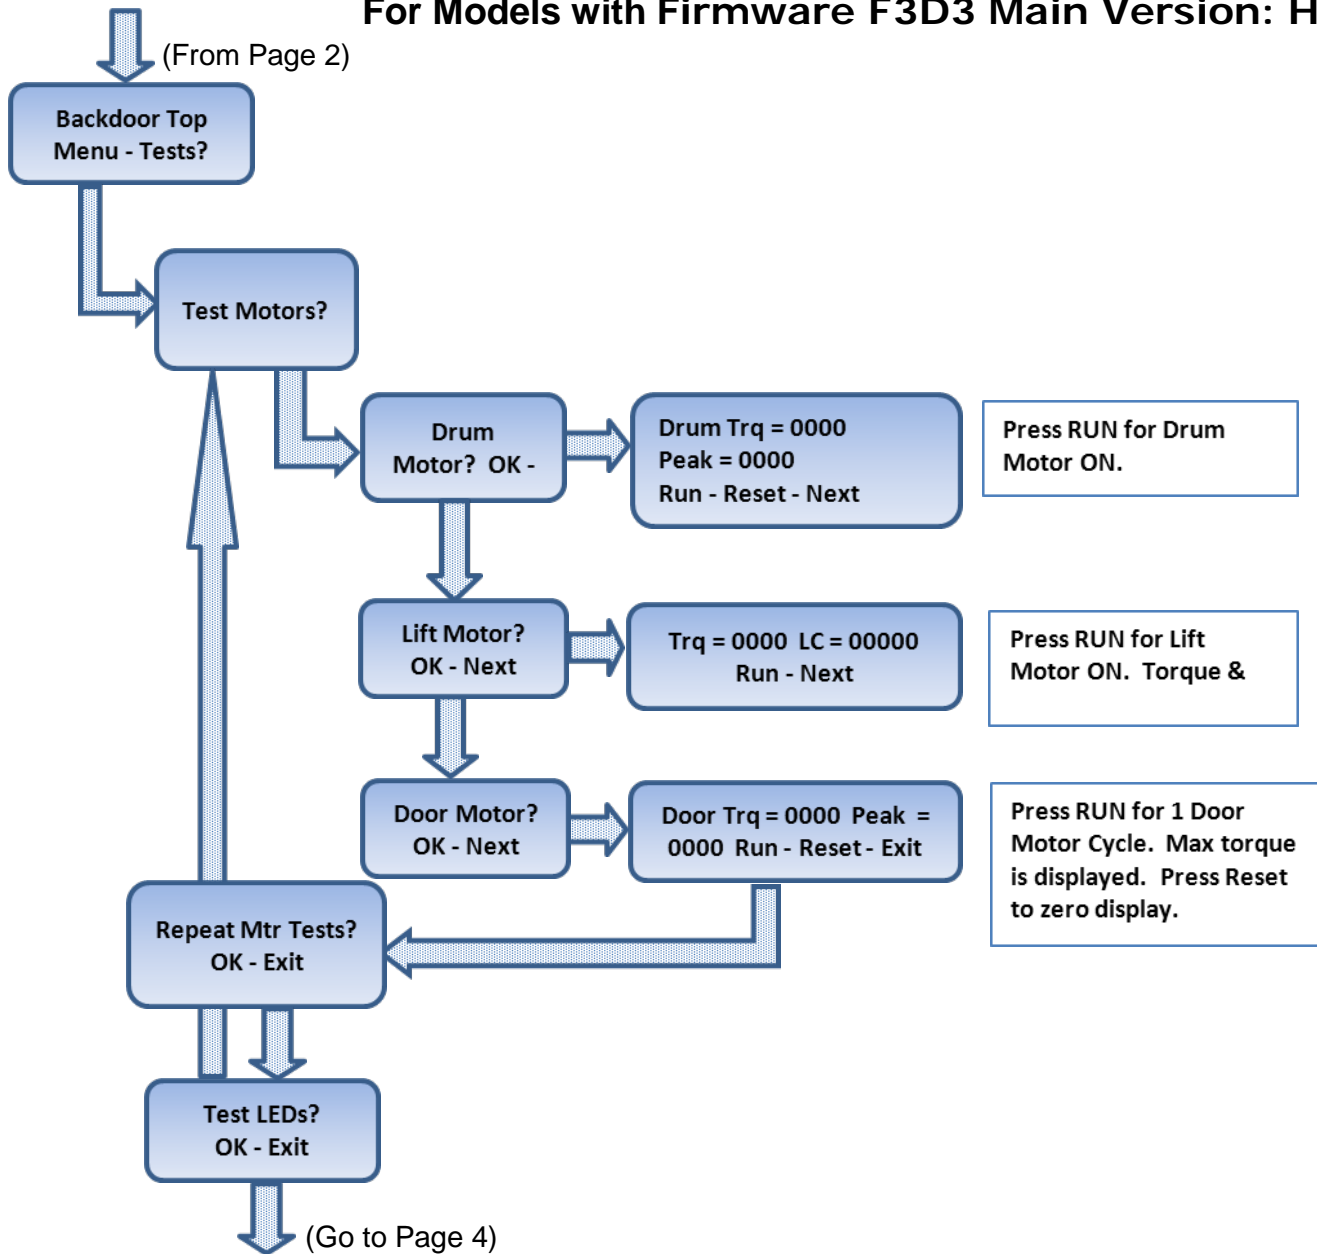 For Models with Firmware F3D3 Main Version: H
(From Page 2)
Backdoor Top
Menu - Tests?
Test Motors?
Drum
Motor? OK -
Drum Trq = 0000
Peak = 0000
Run - Reset - Next
Press RUN for Drum
Motor ON.
Lift Motor?
OK - Next
Trq = 0000 LC = 00000
Run - Next
Press RUN for Lift
Motor ON. Torque &
Door Motor?
OK - Next
Door Trq = 0000 Peak =
0000 Run - Reset - Exit
Press RUN for 1 Door
Motor Cycle. Max torque
is displayed. Press Reset
to zero display.
Repeat Mtr Tests?
OK - Exit
Test LEDs?
OK - Exit
(Go to Page 4)